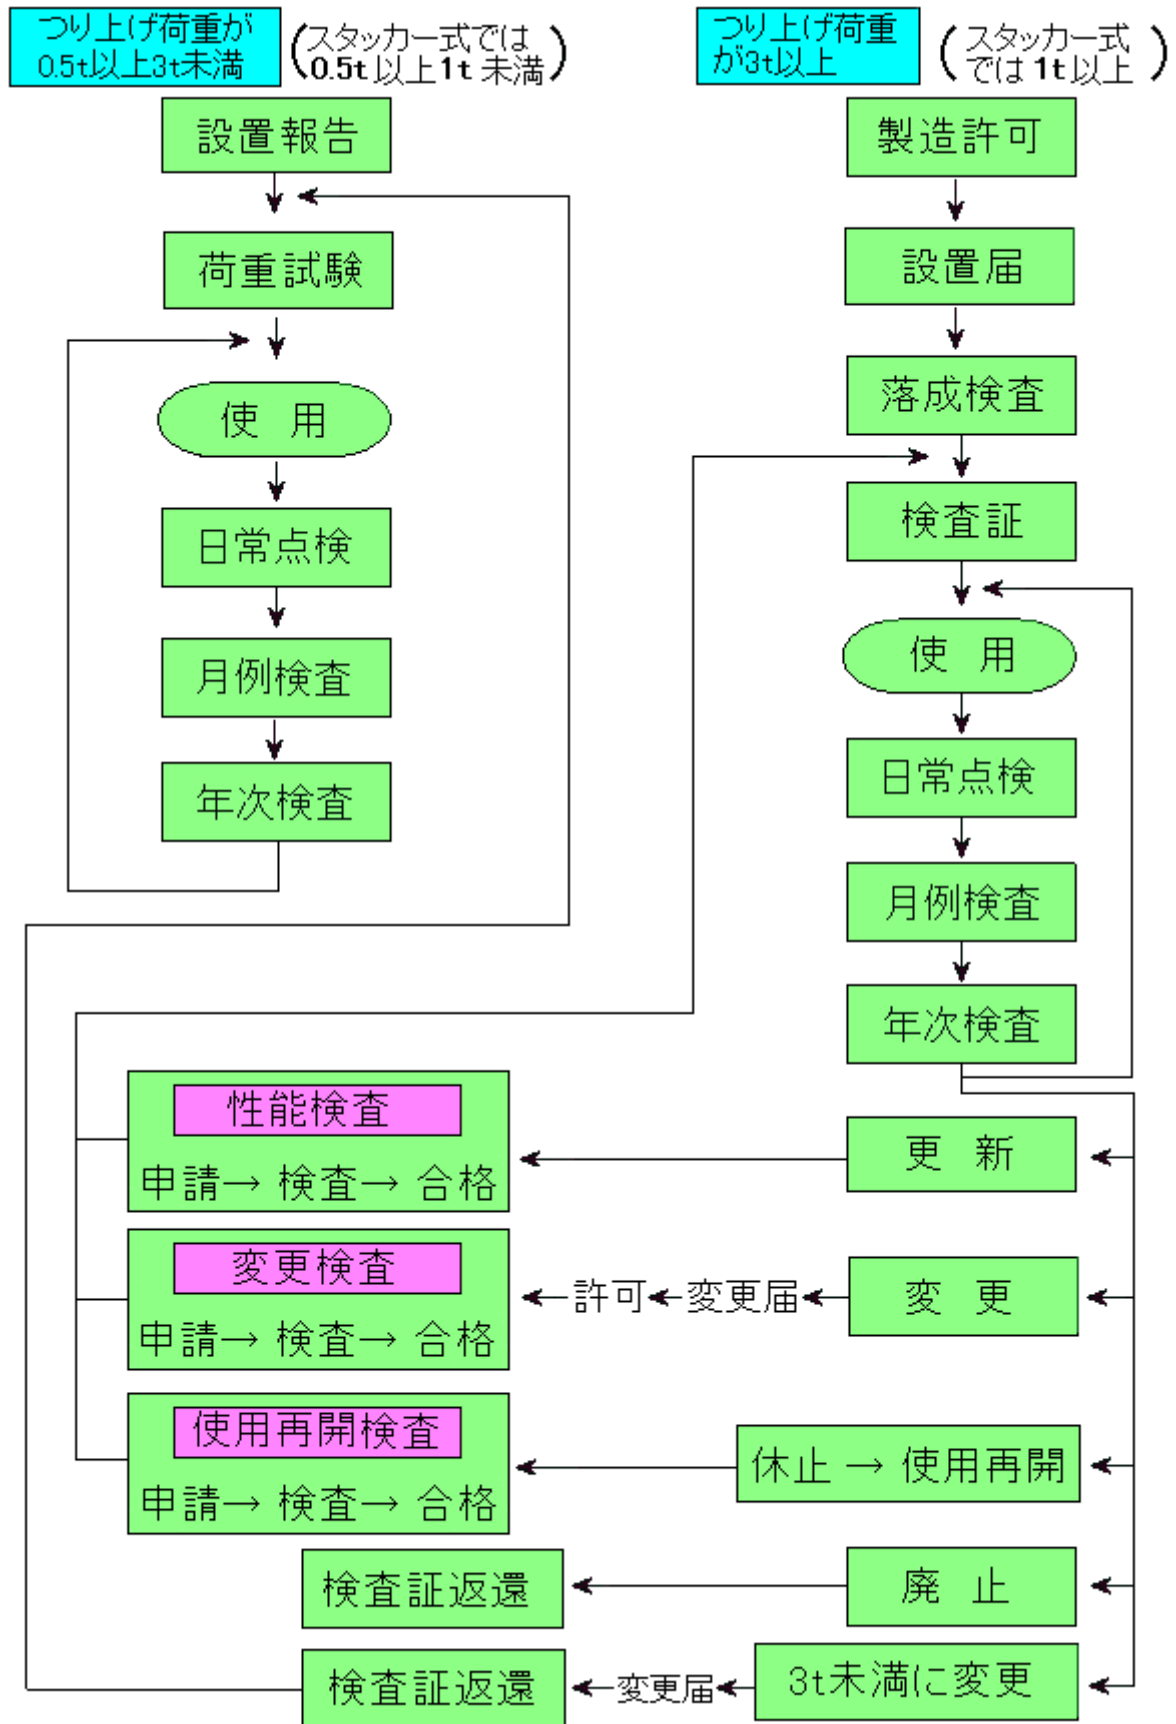 つり上げ荷重が
0.5t以上3t未満
(スタッカー式では
0.5t以上1t未満)
設置報告
荷重試験
使 用
日常点検
月例検査
年次検査
つり上げ荷重
が3t以上
(スタッカー式
では1t以上)
製造許可
設置届
落成検査
検査証
使 用
日常点検
月例検査
年次検査
性能検査
申請→ 検査→ 合格
更 新
変更検査
申請→ 検査→ 合格
←許可←変更届←
変 更
使用再開検査
申請→ 検査→ 合格
休止 → 使用再開
検査証返還
廃 止
検査証返還
←変更届←
3t未満に変更